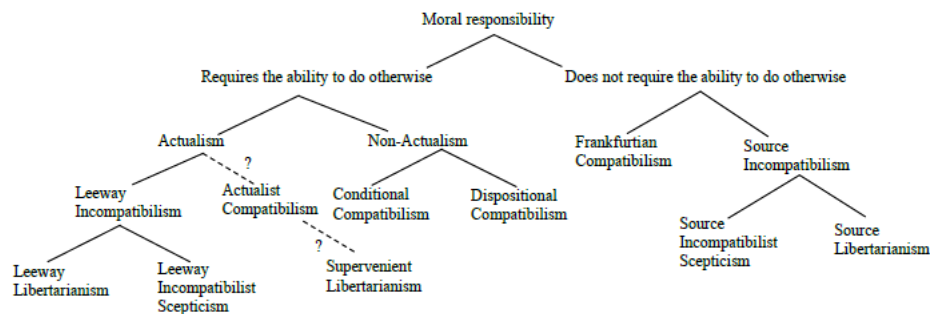 Moral responsibility
Requires the ability to do otherwise
Does not require the ability to do otherwise
Actualism
Non-Actualism
Frankfurtian
Compatibilism
Source
Incompatibilism
?
Leeway
Incompatibilism
Actualist
Compatibilism
Conditional
Compatibilism
Dispositional
Compatibilism
Source
Incompatibilist
Scepticism
Source
Libertarianism
?
Leeway
Libertarianism
Leeway
Incompatibilist
Scepticism
Supervenient
Libertarianism